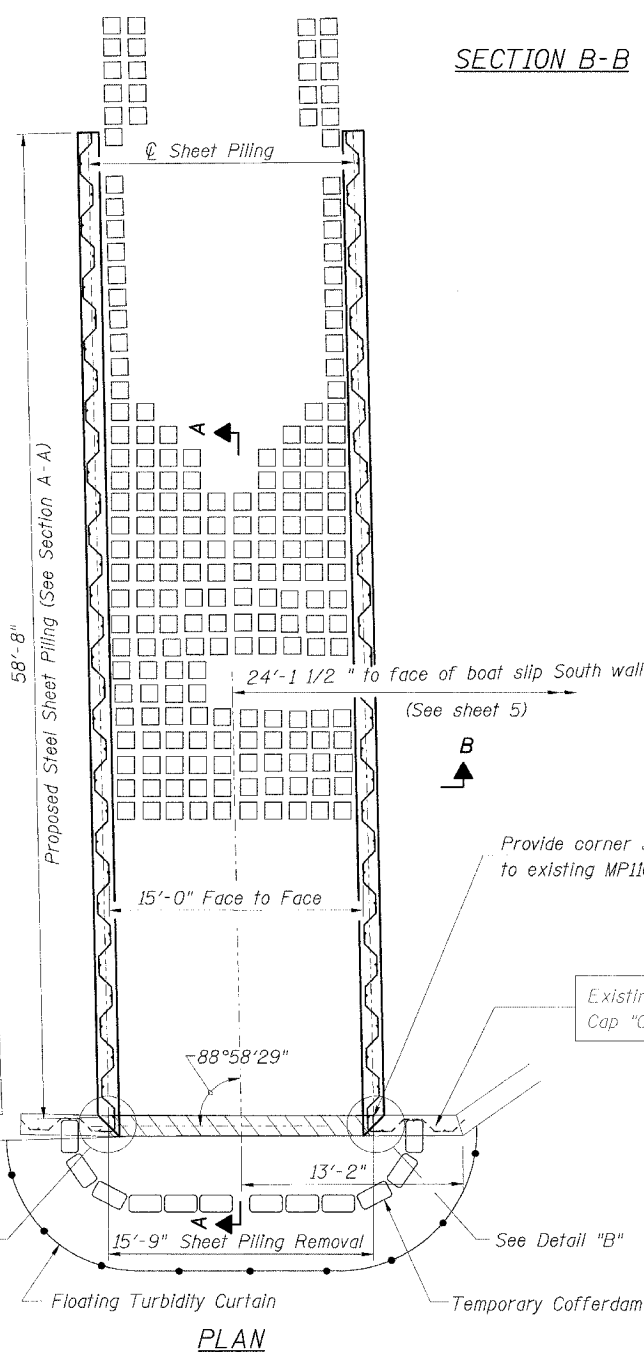 SECTION B-B
℄ Sheet Piling
A
58'-8"
Proposed Steel Sheet Piling (See Section A-A)
24'-1 1/2 " to face of boat slip South wall
(See sheet 5)
B
Provide corner
to existing
15'-0" Face to Face
Cap
88°58'29"
13'-2"
A
15'-9" Sheet Piling Removal
See Detail "B"
Floating Turbidity Curtain
Temporary Cofferdam
PLAN